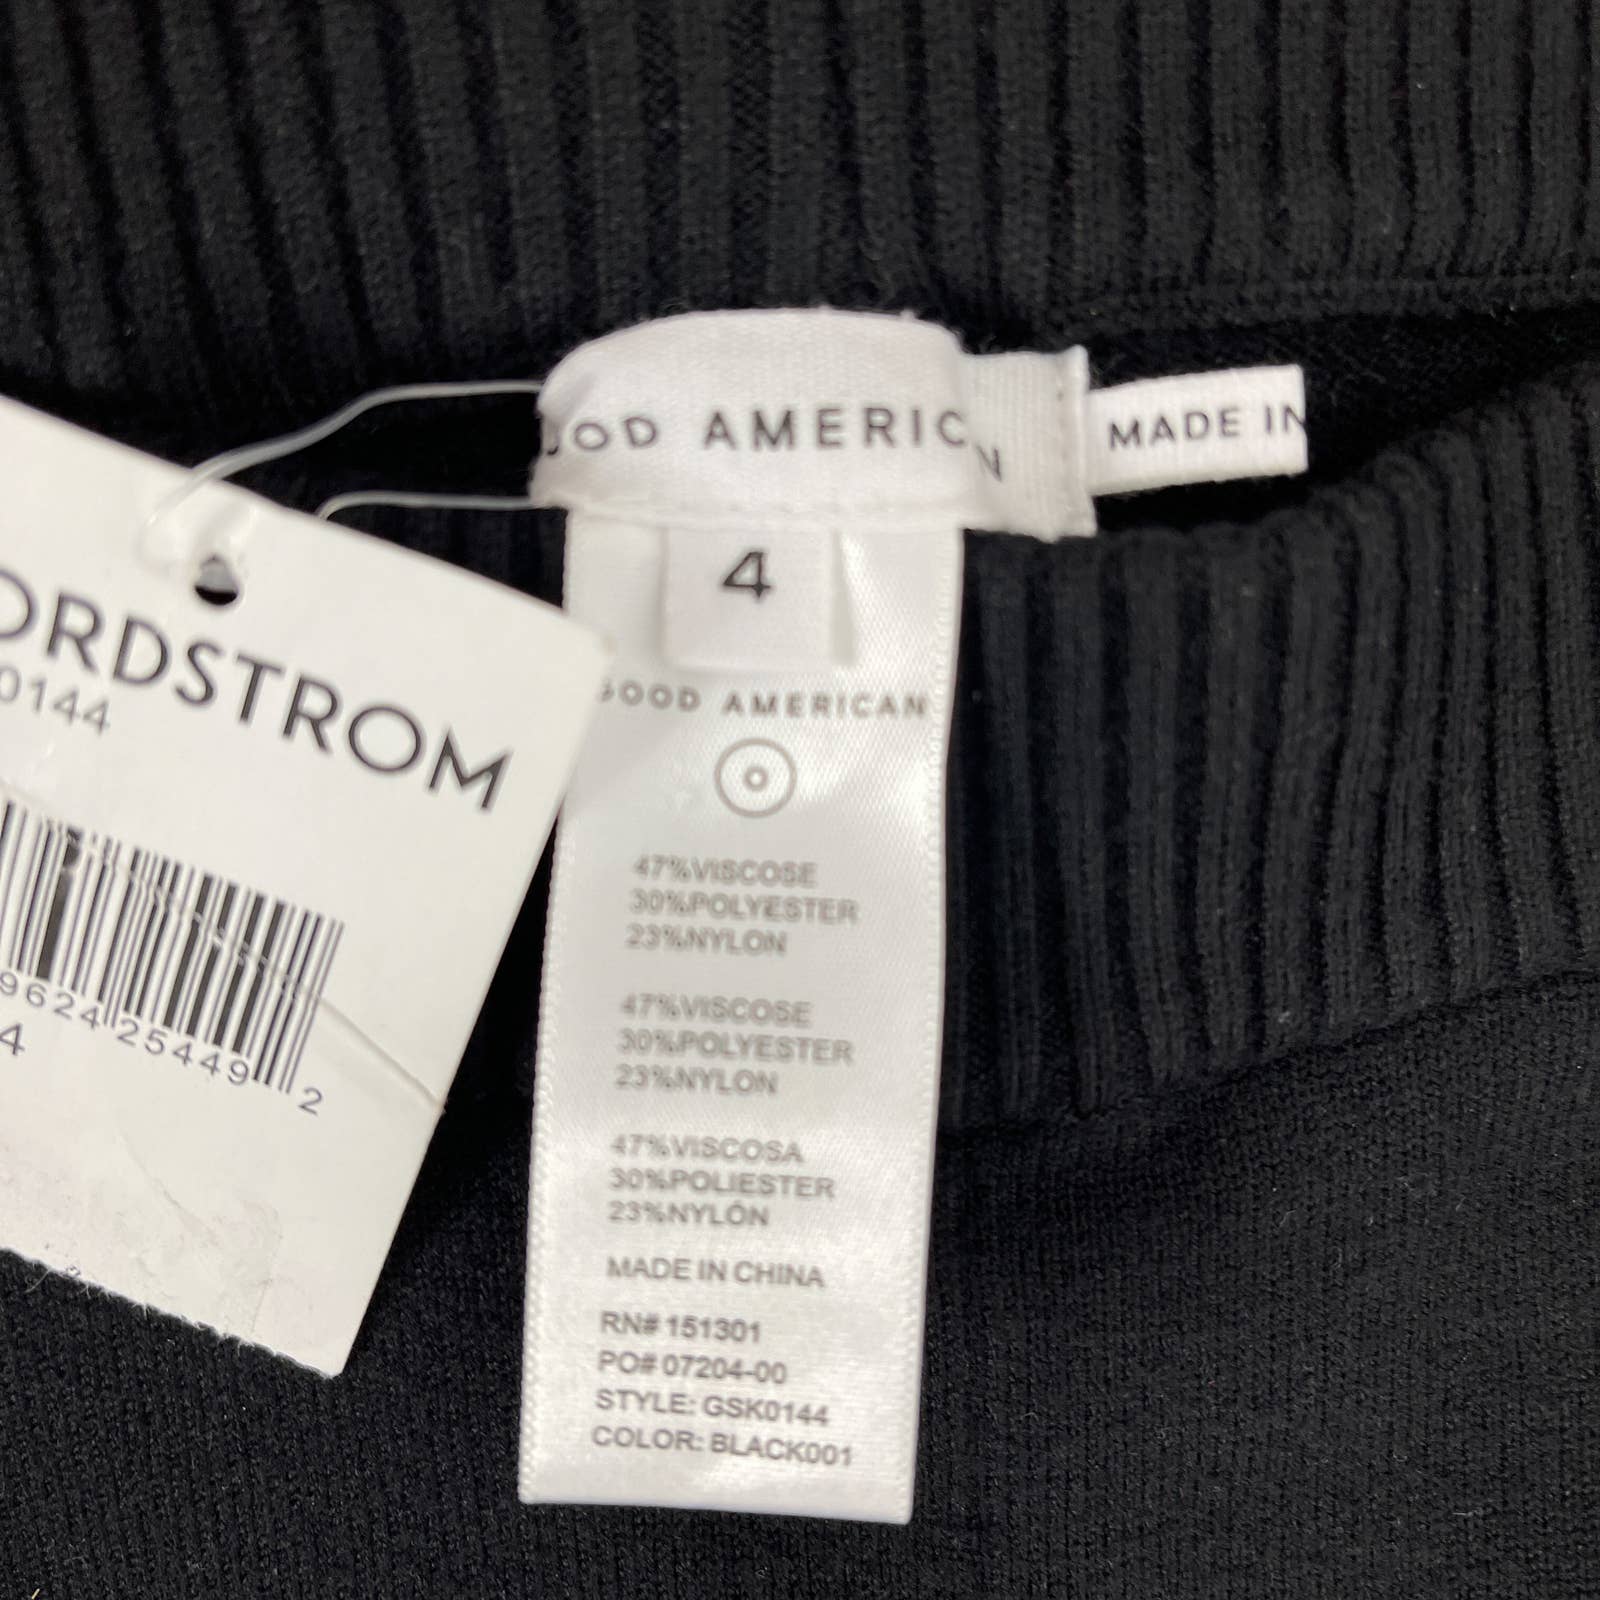 OOD AMERIC N
MADE IN
4
GOOD AMERICAN
47%VISCOSE
30%POLYESTER
23%NYLON
47%VISCOSE
30%POLYESTER
23%NYLON
47%VISCOSA
30%POLIESTER
23%NYLÓN
MADE IN CHINA
RN# 151301
PO# 07204-00
STYLE: GSK0144
COLOR: BLACK001
ORDSTROM
0144
9624 25449 2
4